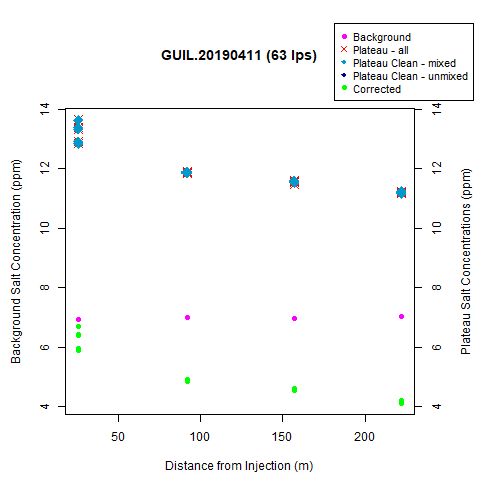 GUIL.20190411 (63 lps)
Background
Plateau - all
Plateau Clean - mixed
Plateau Clean - unmixed
Corrected
Background Salt Concentration (ppm)
14
12
10
8
6
4
14
12
10
8
6
4
Plateau Salt Concentrations (ppm)
50
100
150
200
Distance from Injection (m)